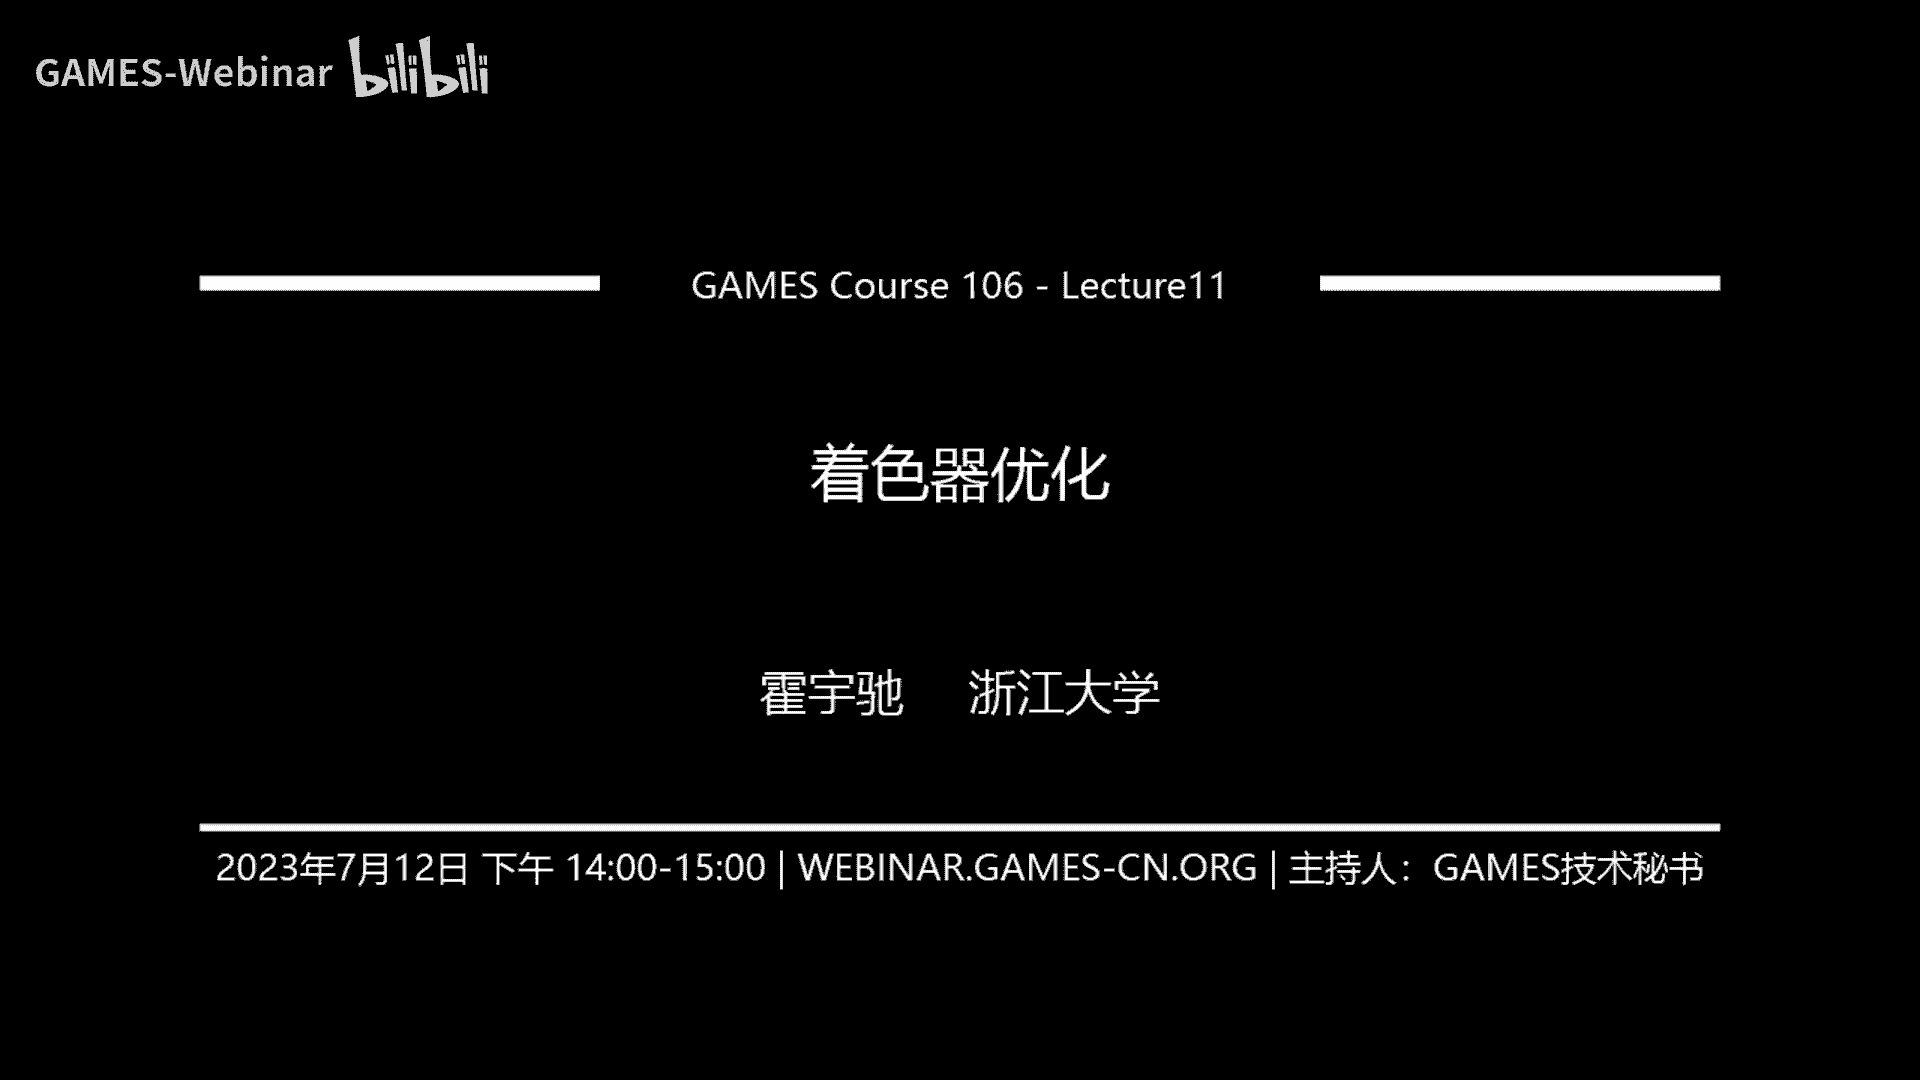 GAMES-Webinar bilibili
GAMES Course 106 - Lecture11
着色器优化
霍宇驰 浙江大学
2023年7月12日 下午 14:00-15:00 | WEBINAR.GAMES-CN.ORG | 主持人：GAMES技术秘书